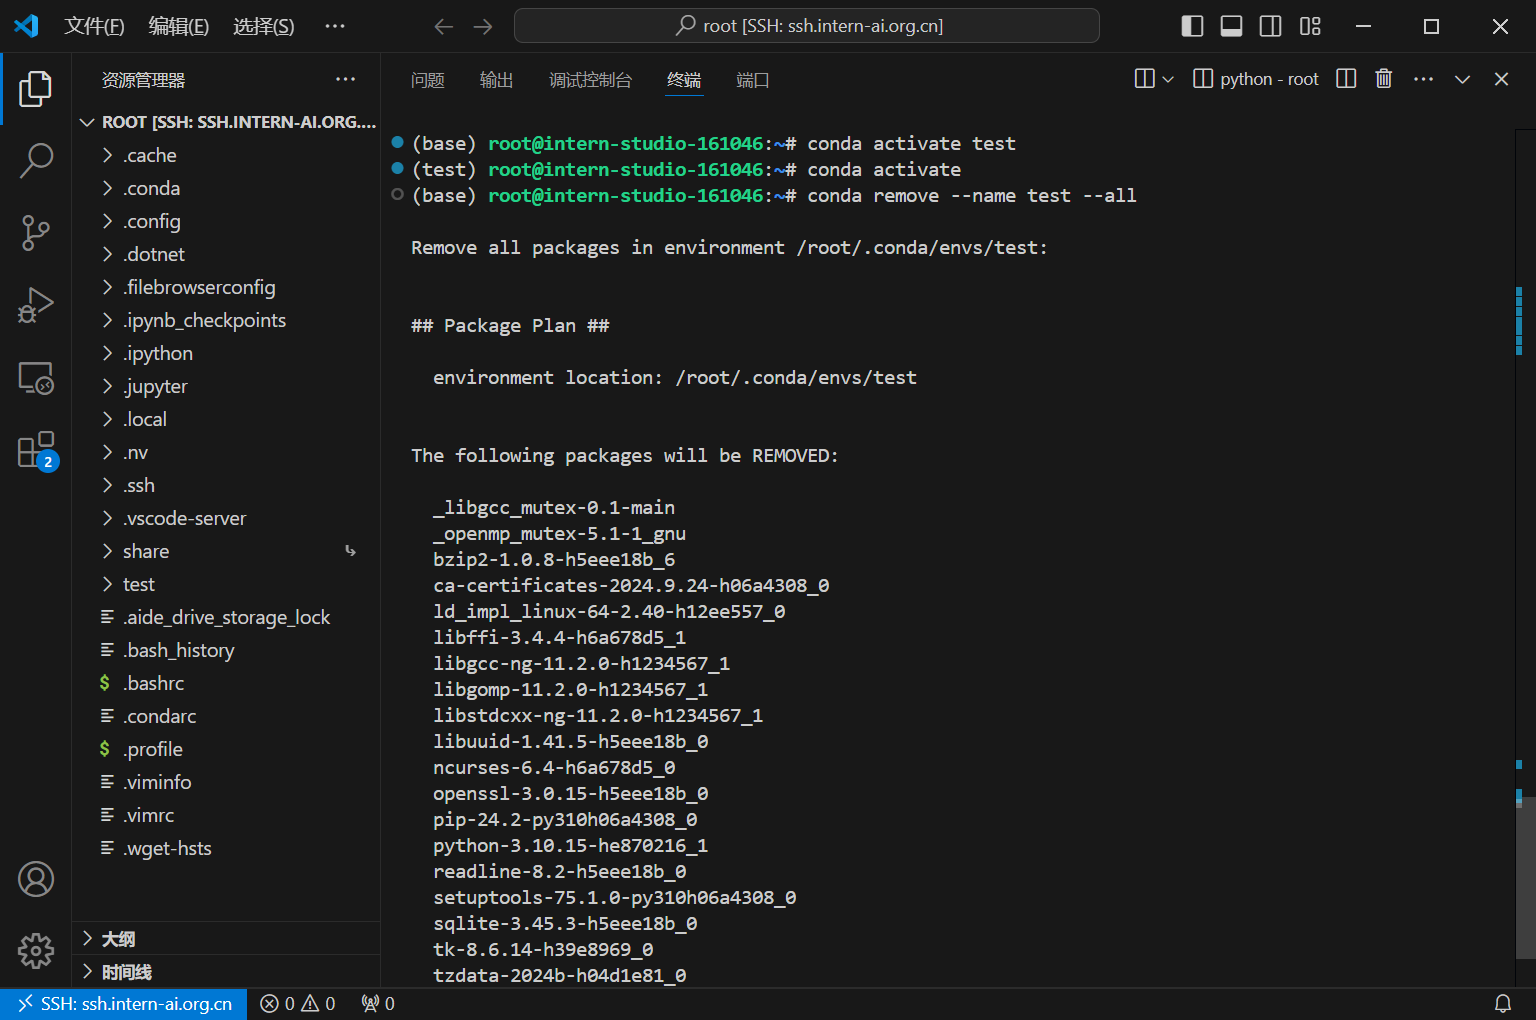 文件(F) 编辑(E) 选择(S) ···
root [SSH: ssh.intern-ai.org.cn]
资源管理器 ···
问题 输出 调试控制台 终端 端口
python - root ···
ROOT [SSH: SSH.INTERN-AI.ORG....
.cache
.conda
.config
.dotnet
.filebrowserconfig
.ipynb_checkpoints
.ipython
.jupyter
.local
.nv
.ssh
.vscode-server
share
test
.aide_drive_storage_lock
.bash_history
$ .bashrc
.condarc
$ .profile
.viminfo
.vimrc
.wget-hsts
大纲
时间线
2
(base) root@intern-studio-161046:~# conda activate test
(test) root@intern-studio-161046:~# conda activate
(base) root@intern-studio-161046:~# conda remove --name test --all
Remove all packages in environment /root/.conda/envs/test:
## Package Plan ##
environment location: /root/.conda/envs/test
The following packages will be REMOVED:
_libgcc_mutex-0.1-main
_openmp_mutex-5.1-1_gnu
bzip2-1.0.8-h5eee18b_6
ca-certificates-2024.9.24-h06a4308_0
ld_impl_linux-64-2.40-h12ee557_0
libffi-3.4.4-h6a678d5_1
libgcc-ng-11.2.0-h1234567_1
libgomp-11.2.0-h1234567_1
libstdcxx-ng-11.2.0-h1234567_1
libuuid-1.41.5-h5eee18b_0
ncurses-6.4-h6a678d5_0
openssl-3.0.15-h5eee18b_0
pip-24.2-py310h06a4308_0
python-3.10.15-he870216_1
readline-8.2-h5eee18b_0
setuptools-75.1.0-py310h06a4308_0
sqlite-3.45.3-h5eee18b_0
tk-8.6.14-h39e8969_0
tzdata-2024b-h04d1e81_0
SSH: ssh.intern-ai.org.cn 0 0 0